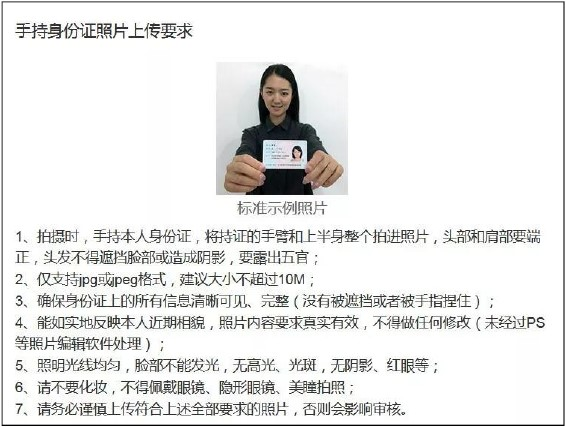 手持身份证照片上传要求
标准示例照片
1、拍摄时，手持本人身份证，将持证的手臂和上半身整个拍进照片，头部和肩部要端
正，头发不得遮挡脸部或造成阴影，要露出五官；
2、仅支持jpg或jpeg格式，建议大小不超过10M；
3、确保身份证上的所有信息清晰可见、完整（没有被遮挡或者被手指捏住）；
4、能如实地反映本人近期相貌，照片内容要求真实有效，不得做任何修改（未经过PS
等照片编辑软件处理）；
5、照明光线均匀，脸部不能发光，无高光、光斑，无阴影、红眼等；
6、请不要化妆，不得佩戴眼镜、隐形眼镜、美瞳拍照；
7、请务必谨慎上传符合上述全部要求的照片，否则会影响审核。